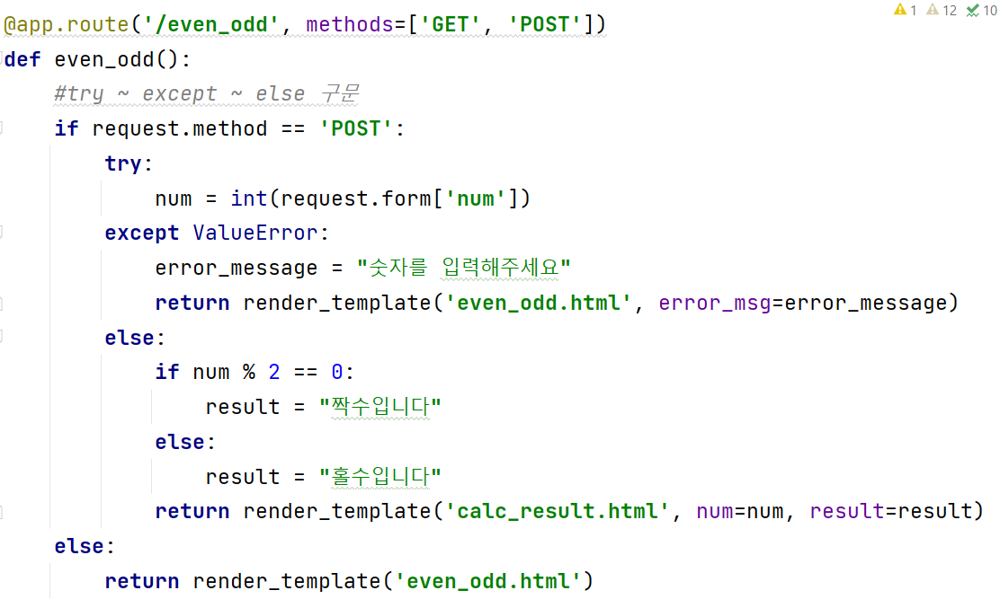 @app.route('/even_odd', methods=['GET', 'POST'])
def even_odd():
    #try ~ except ~ else 구문
    if request.method == 'POST':
        try:
            num = int(request.form['num'])
        except ValueError:
            error_message = "숫자를 입력해주세요"
            return render_template('even_odd.html', error_msg=error_message)
        else:
            if num % 2 == 0:
                result = "짝수입니다"
            else:
                result = "홀수입니다"
            return render_template('calc_result.html', num=num, result=result)
    else:
        return render_template('even_odd.html')
1 12 10